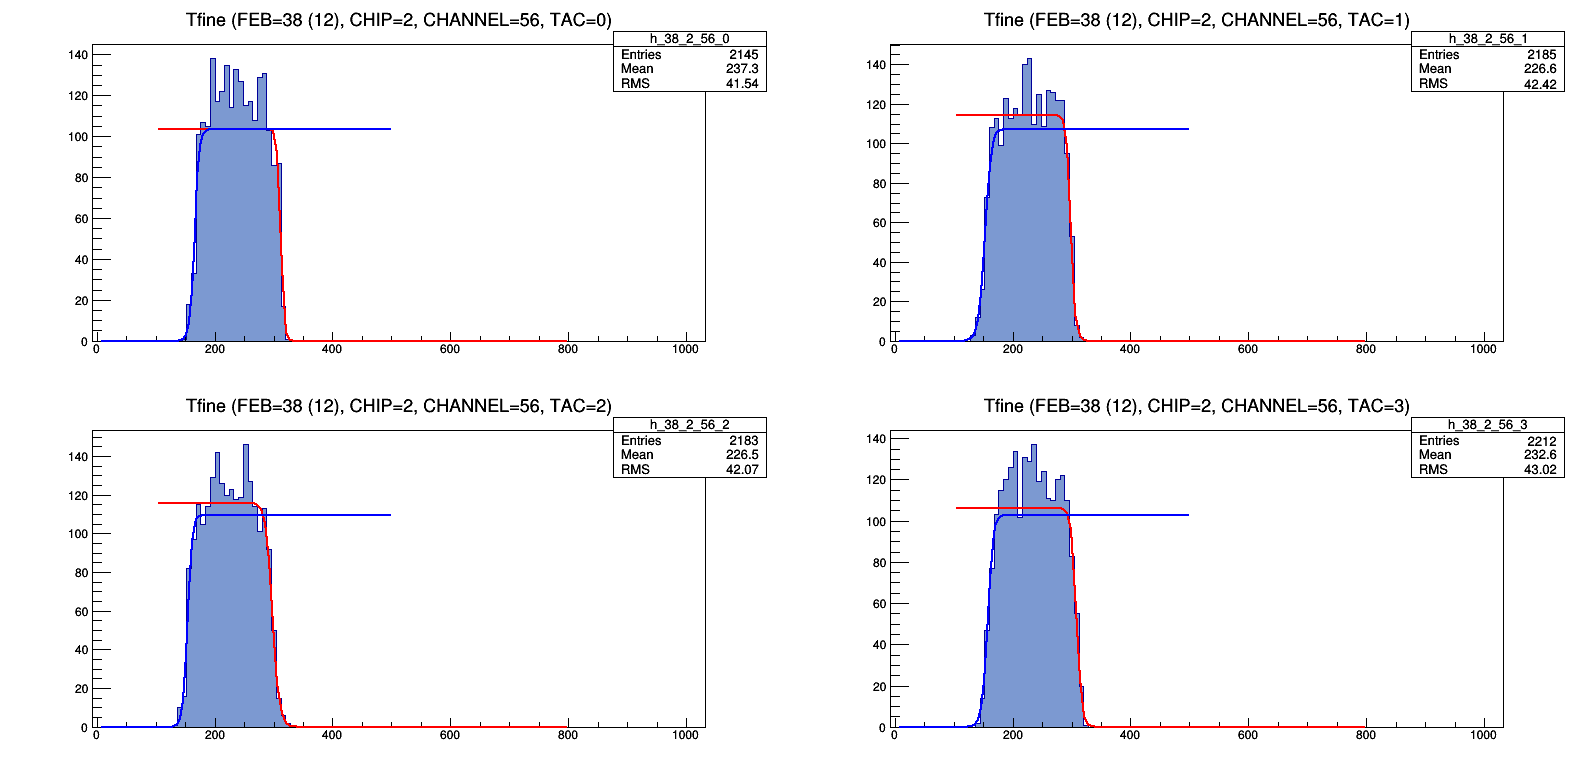 Tfine (FEB=38 (12), CHIP=2, CHANNEL=56, TAC=0)
h_38_2_56_0
Entries 2145
Mean 237.3
RMS 41.54
140
120
100
80
60
40
20
0
0 200 400 600 800 1000
Tfine (FEB=38 (12), CHIP=2, CHANNEL=56, TAC=1)
h_38_2_56_1
Entries 2185
Mean 226.6
RMS 42.42
140
120
100
80
60
40
20
0
0 200 400 600 800 1000
Tfine (FEB=38 (12), CHIP=2, CHANNEL=56, TAC=2)
h_38_2_56_2
Entries 2183
Mean 226.5
RMS 42.07
140
120
100
80
60
40
20
0
0 200 400 600 800 1000
Tfine (FEB=38 (12), CHIP=2, CHANNEL=56, TAC=3)
h_38_2_56_3
Entries 2212
Mean 232.6
RMS 43.02
140
120
100
80
60
40
20
0
0 200 400 600 800 1000